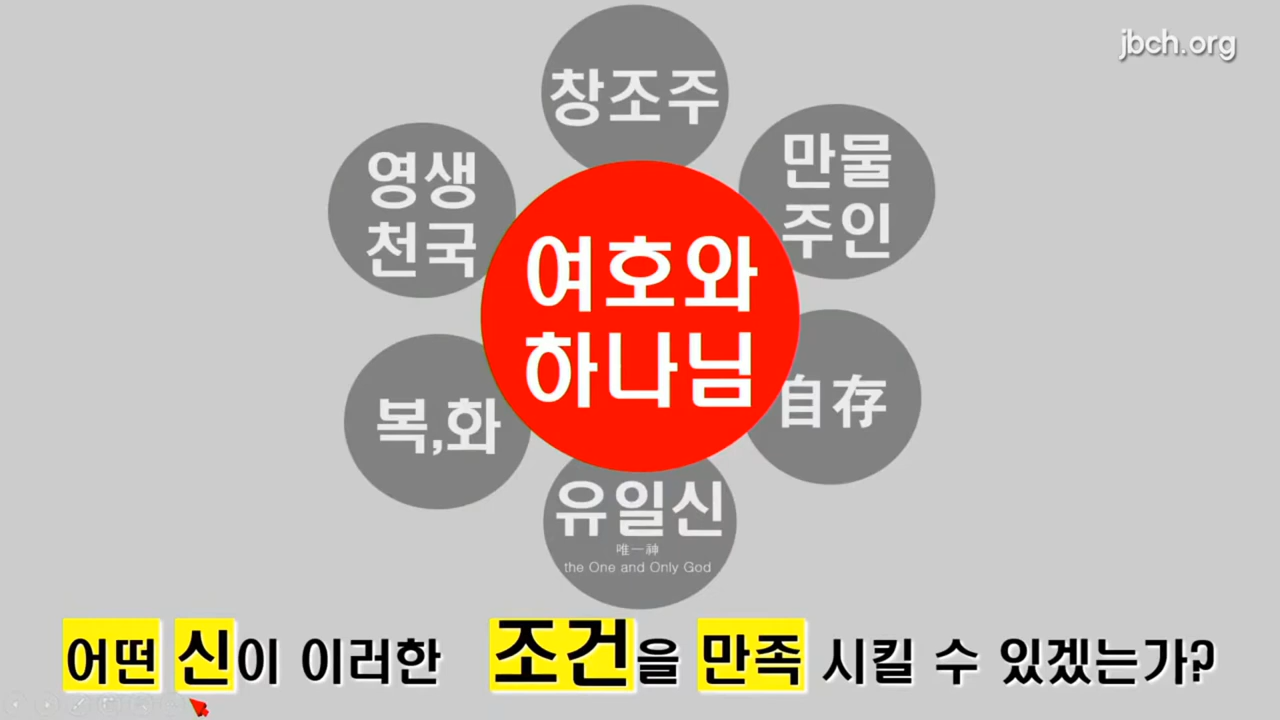 jbch.org
창조주
만물
주인
영생
천국
여호와
하나님
自存
복,화
유일신
唯一神
the One and Only God
어떤 신이 이러한 조건을 만족 시킬 수 있겠는가?